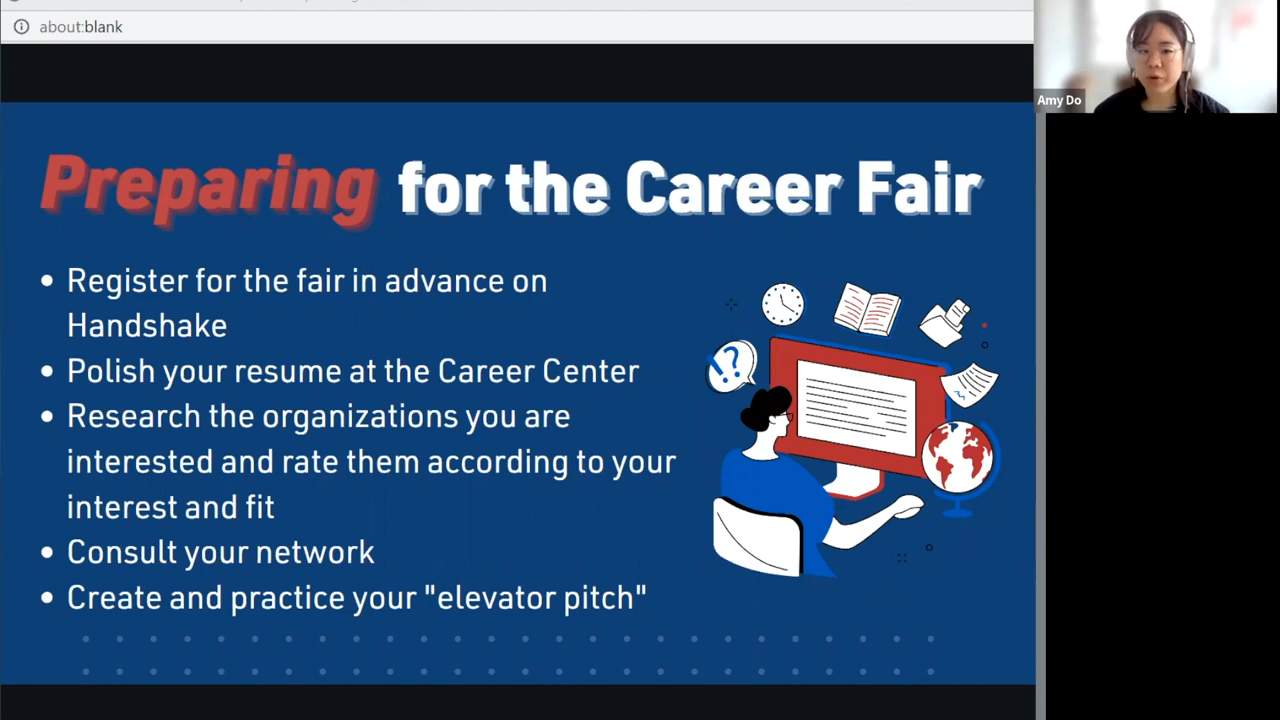 about:blank
Amy Do
Preparing for the Career Fair
• Register for the fair in advance on
Handshake
• Polish your resume at the Career Center
• Research the organizations you are
interested and rate them according to your
interest and fit
• Consult your network
• Create and practice your "elevator pitch"
!?